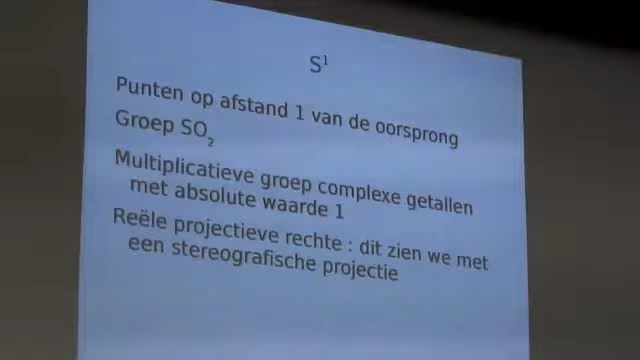 S¹
Punten op afstand 1 van de oorsprong
Groep SO₂
Multiplicatieve groep complexe getallen
met absolute waarde 1
Reële projectieve rechte : dit zien we met
een stereografische projectie